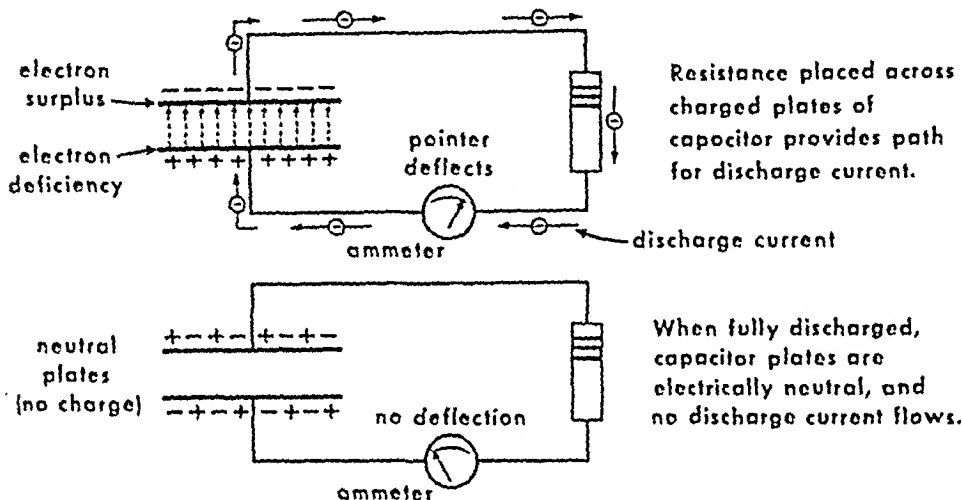 electron
surplus
electron
deficiency
pointer
deflects
ammeter
discharge current
Resistance placed across
charged plates of
capocitor provides path
for discharge current.
neutral
plates
(no charge)
no deflection
ammeter
When fully discharged,
capacitor plates are
electrically neutral, and
no discharge current flows.